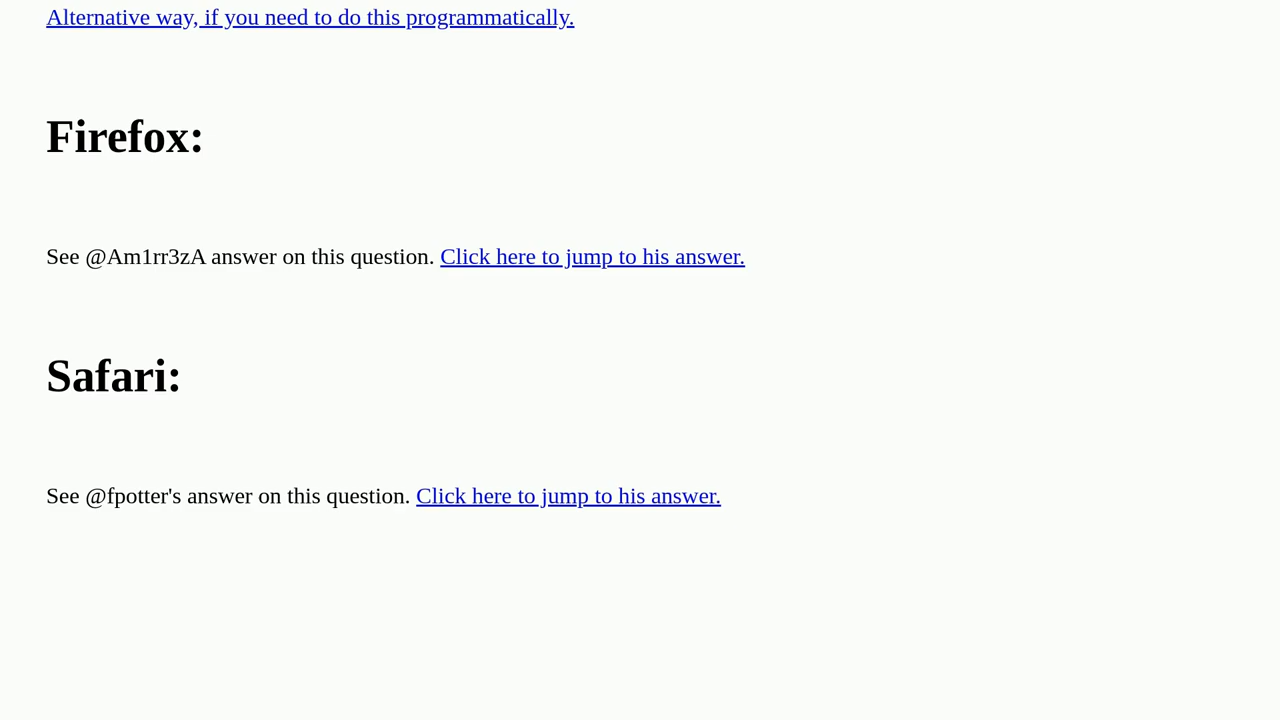 Alternative way, if you need to do this programmatically.
Firefox:
See @Am1rr3zA answer on this question. Click here to jump to his answer.
Safari:
See @fpotter's answer on this question. Click here to jump to his answer.